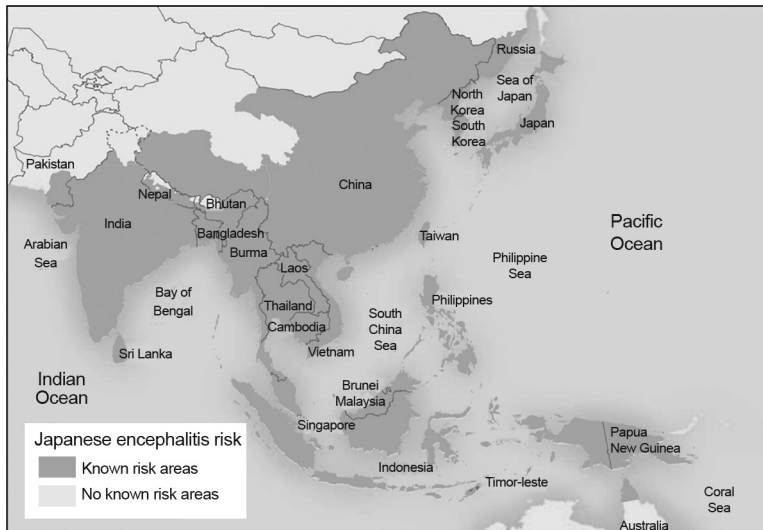 Russia
Sea of
Japan
North
Korea
South
Korea
Japan
Pakistan
China
Nepal
Bhutan
India
Pacific
Ocean
Bangladesh
Taiwan
Arabian
Sea
Burma
Philippine
Sea
Laos
Bay of
Bengal
Thailand
Philippines
South
China
Sea
Cambodia
Vietnam
Sri Lanka
Indian
Ocean
Brunei
Malaysia
Singapore
Papua
New Guinea
Japanese encephalitis risk
Known risk areas
No known risk areas
Indonesia
Timor-leste
Coral
Sea
Australia